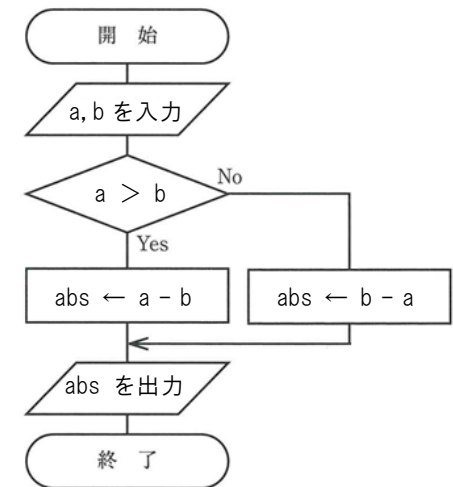 開 始
a,b を入力
a ＞ b
No
Yes
abs ← a − b
abs ← b − a
abs を出力
終 了